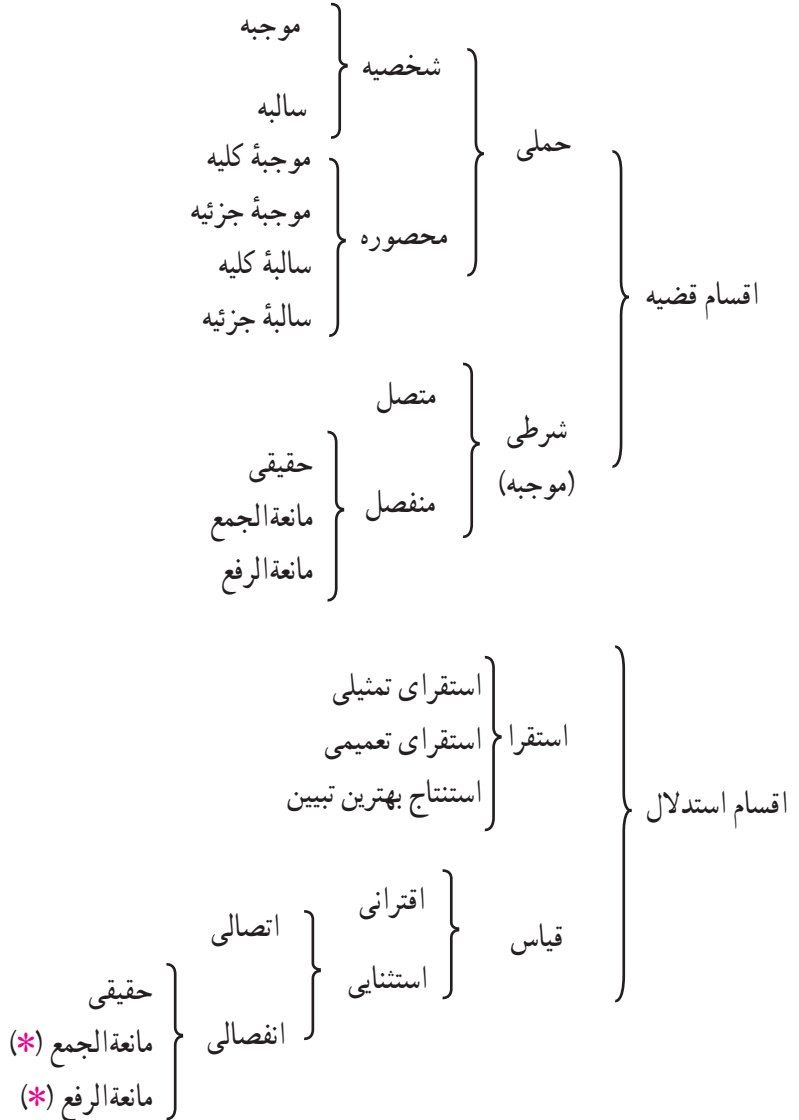 اقسام قضیه
حملی
شخصیه
موجبه
سالبه
محصوره
موجبهٔ کلیه
موجبهٔ جزئیه
سالبهٔ کلیه
سالبهٔ جزئیه
شرطی
(موجبه)
متصل
منفصل
حقیقی
مانعةالجمع
مانعةالرفع
اقسام استدلال
استقرا
استقرای تمثیلی
استقرای تعمیمی
استنتاج بهترین تبیین
قیاس
اقترانی
استثنایی
اتصالی
انفصالی
حقیقی
مانعةالجمع (*)
مانعةالرفع (*)